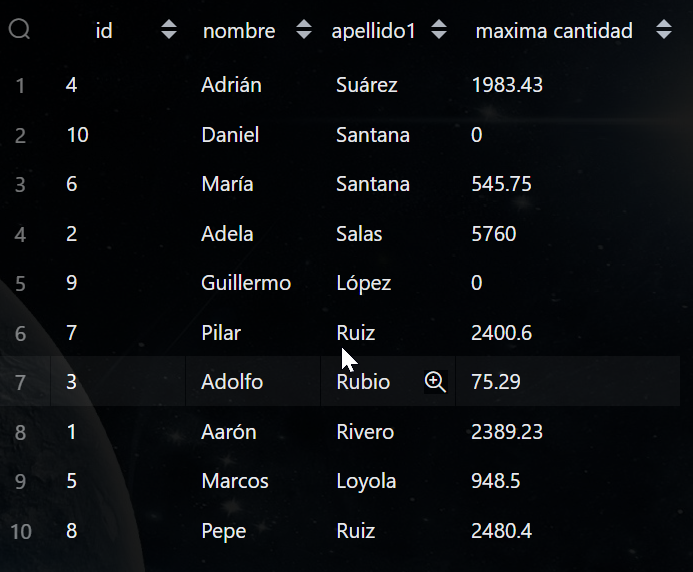 id nombre apellido1 maxima cantidad
1 4 Adrián Suárez 1983.43
2 10 Daniel Santana 0
3 6 María Santana 545.75
4 2 Adela Salas 5760
5 9 Guillermo López 0
6 7 Pilar Ruiz 2400.6
7 3 Adolfo Rubio 75.29
8 1 Aarón Rivero 2389.23
9 5 Marcos Loyola 948.5
10 8 Pepe Ruiz 2480.4